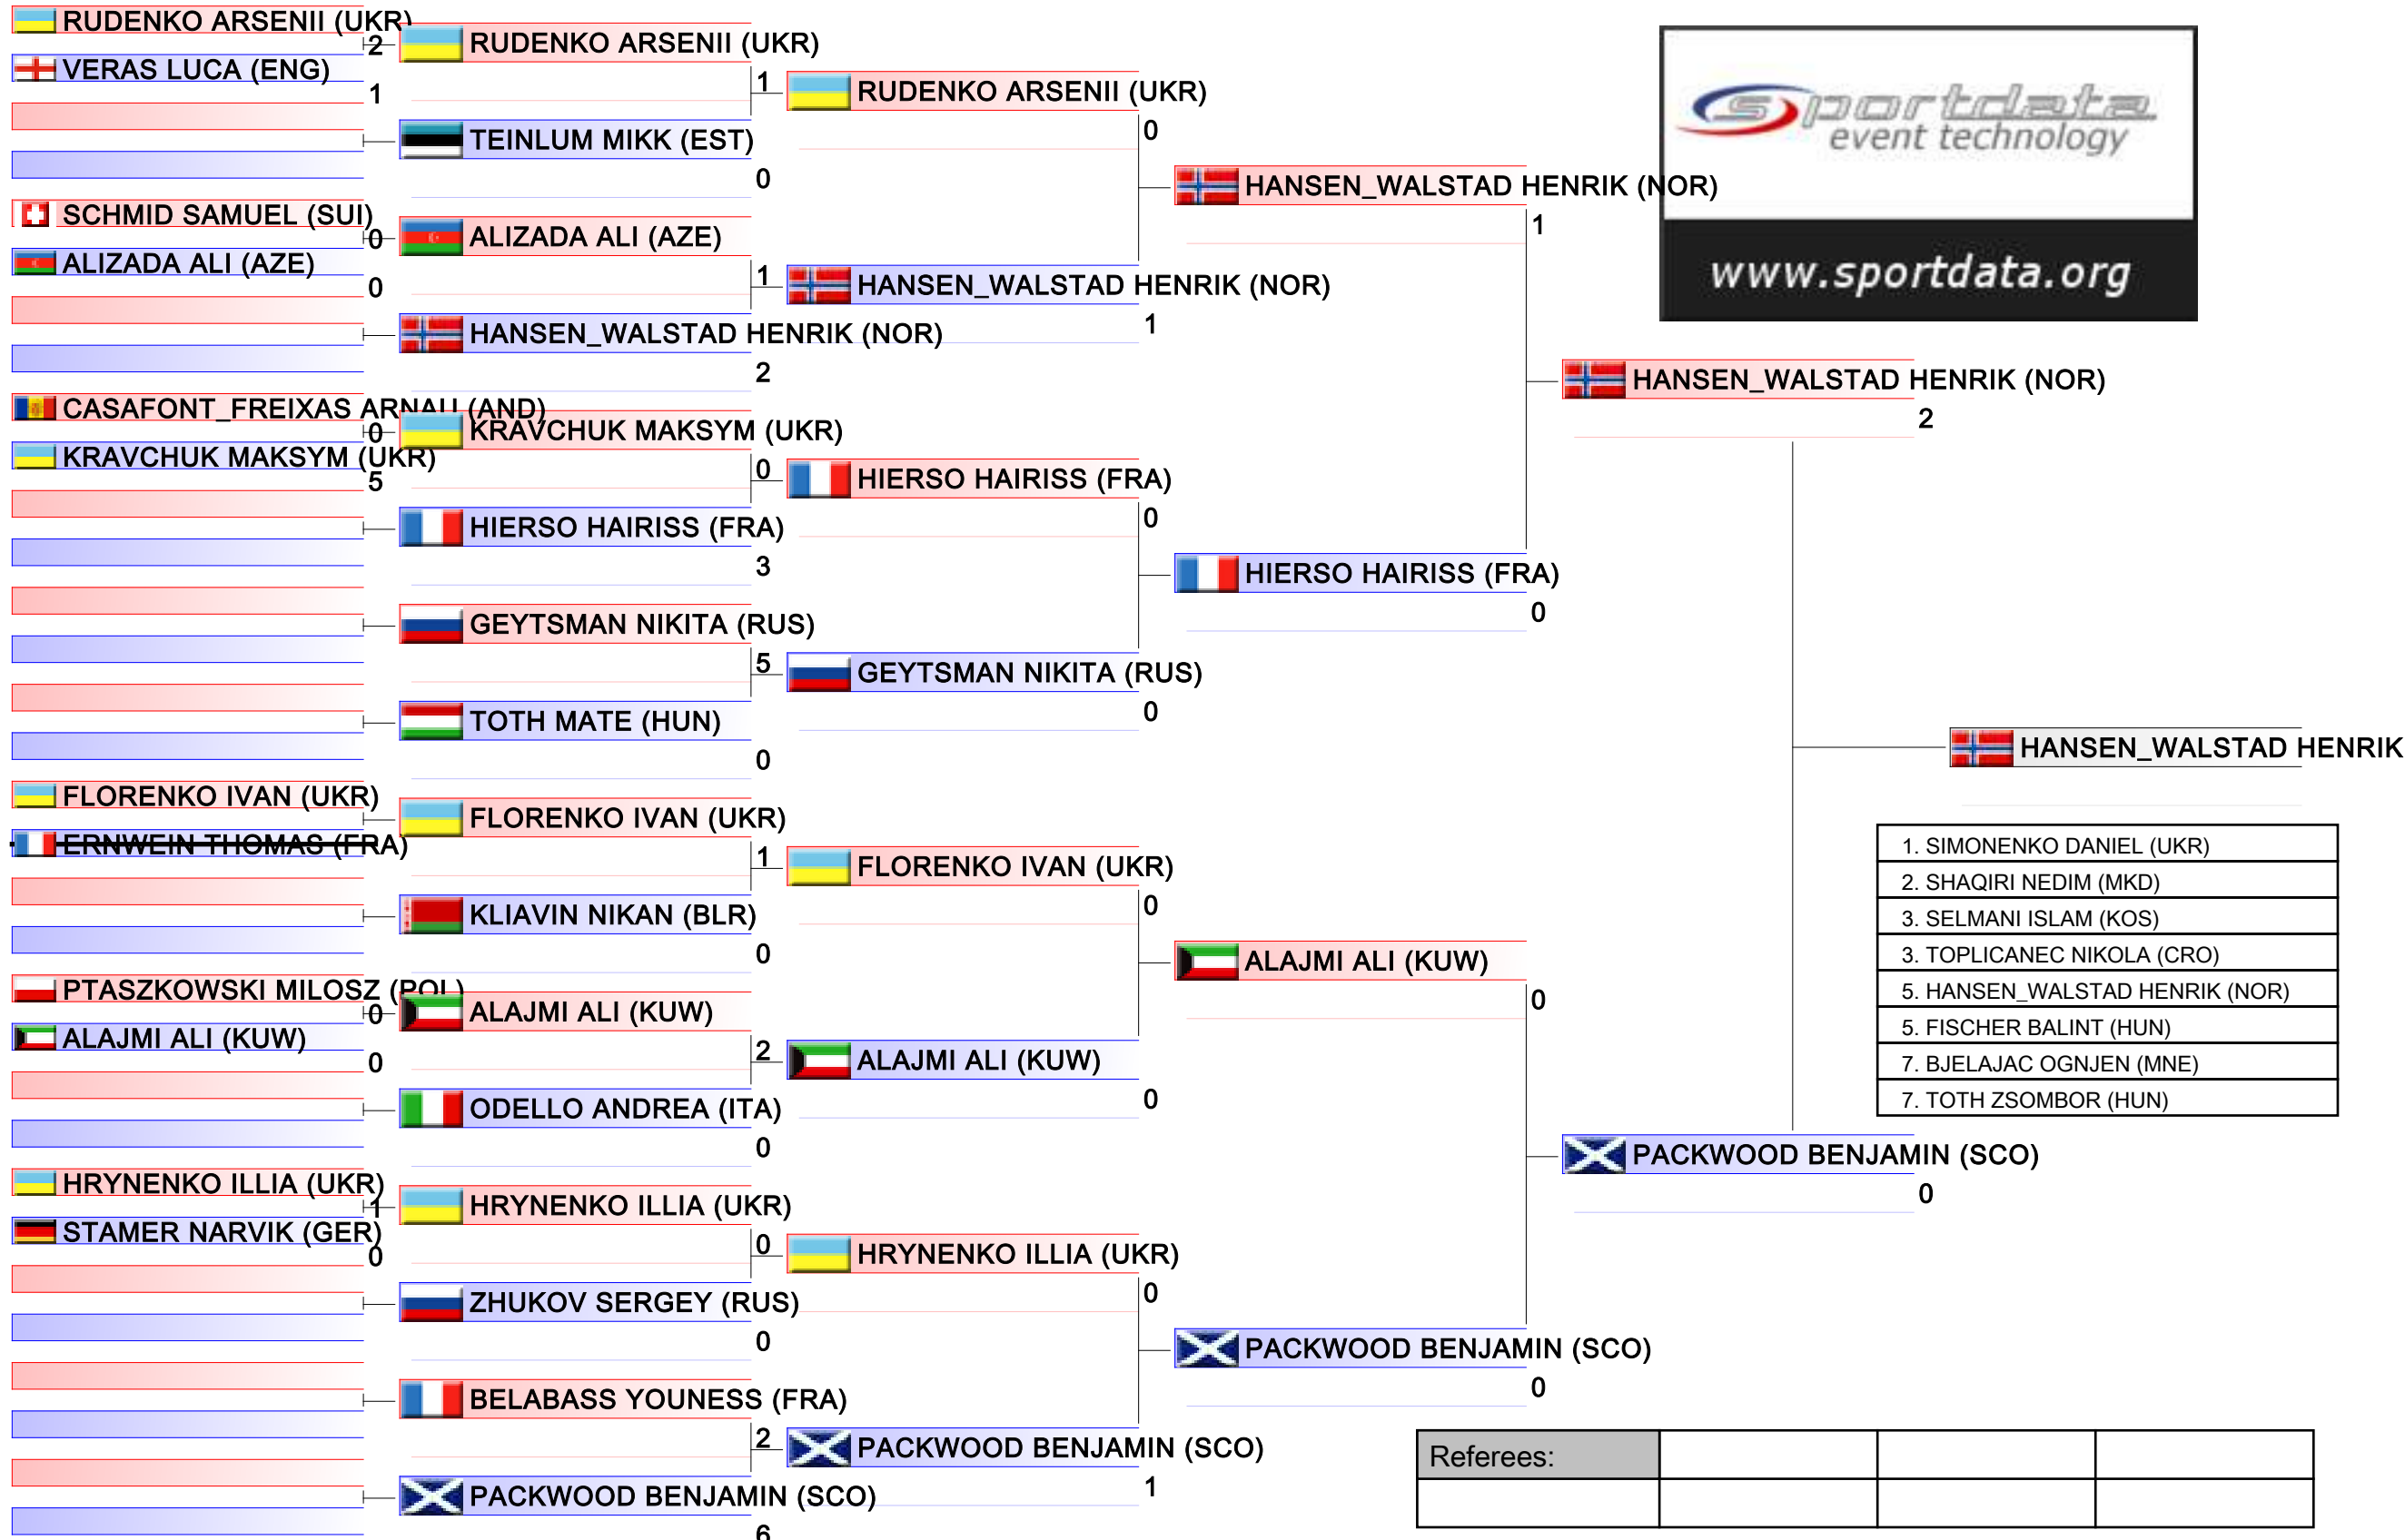 RUDENKO ARSENII (UKR)
2
VERAS LUCA (ENG)
1
SCHMID SAMUEL (SUI)
0
ALIZADA ALI (AZE)
0
CASAFONT_FREIXAS ARNAU (AND)
0
KRAVCHUK MAKSYM (UKR)
5
FLORENKO IVAN (UKR)
ERNWEIN THOMAS (FRA)
PTASZKOWSKI MILOSZ (POL)
0
ALAJMI ALI (KUW)
0
HRYNENKO ILLIA (UKR)
1
STAMER NARVIK (GER)
0
RUDENKO ARSENII (UKR)
1
TEINLUM MIKK (EST)
0
ALIZADA ALI (AZE)
1
HANSEN_WALSTAD HENRIK (NOR)
2
KRAVCHUK MAKSYM (UKR)
0
HIERSO HAIRISS (FRA)
3
GEYTSMAN NIKITA (RUS)
5
TOTH MATE (HUN)
0
FLORENKO IVAN (UKR)
1
KLIAVIN NIKAN (BLR)
0
ALAJMI ALI (KUW)
2
ODELLO ANDREA (ITA)
0
HRYNENKO ILLIA (UKR)
0
ZHUKOV SERGEY (RUS)
0
BELABASS YOUNESS (FRA)
2
PACKWOOD BENJAMIN (SCO)
6
RUDENKO ARSENII (UKR)
0
HANSEN_WALSTAD HENRIK (NOR)
1
HIERSO HAIRISS (FRA)
0
GEYTSMAN NIKITA (RUS)
0
FLORENKO IVAN (UKR)
0
ALAJMI ALI (KUW)
0
HRYNENKO ILLIA (UKR)
0
PACKWOOD BENJAMIN (SCO)
1
HANSEN_WALSTAD HENRIK (NOR)
1
HIERSO HAIRISS (FRA)
0
ALAJMI ALI (KUW)
0
PACKWOOD BENJAMIN (SCO)
0
HANSEN_WALSTAD HENRIK (NOR)
2
PACKWOOD BENJAMIN (SCO)
0
HANSEN_WALSTAD HENRIK
sportdata
event technology
www.sportdata.org
1. SIMONENKO DANIEL (UKR)
2. SHAQIRI NEDIM (MKD)
3. SELMANI ISLAM (KOS)
3. TOPLICANEC NIKOLA (CRO)
5. HANSEN_WALSTAD HENRIK (NOR)
5. FISCHER BALINT (HUN)
7. BJELAJAC OGNJEN (MNE)
7. TOTH ZSOMBOR (HUN)
Referees: